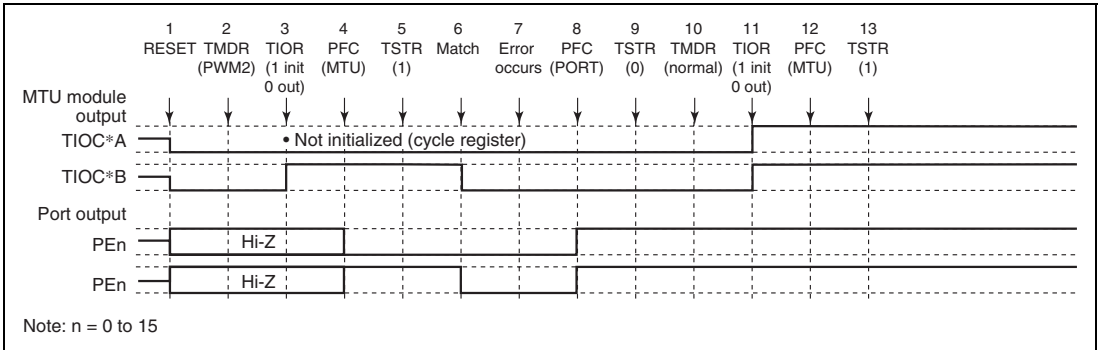 1 2 3 4 5 6 7 8 9 10 11 12 13
RESET TMDR TIOR PFC TSTR Match Error PFC TSTR TMDR TIOR PFC TSTR
(PWM2) (1 init (MTU) (1) occurs (PORT) (0) (normal) (1 init (MTU) (1)
0 out) 0 out)
MTU module
output
TIOC*A • Not initialized (cycle register)
TIOC*B
Port output
PEn Hi-Z
PEn Hi-Z
Note: n = 0 to 15